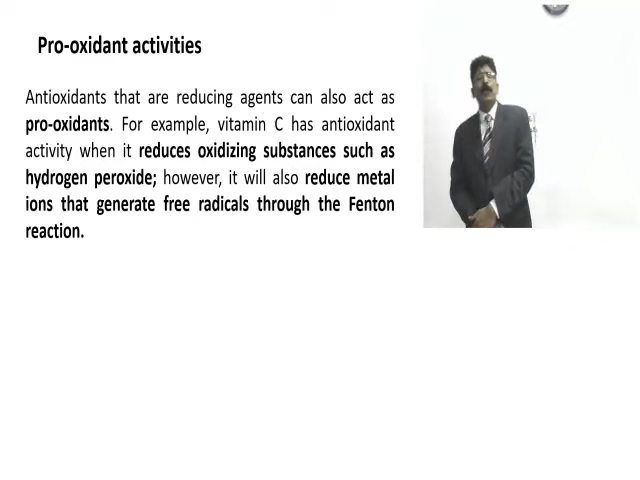 Pro-oxidant activities
Antioxidants that are reducing agents can also act as
pro-oxidants. For example, vitamin C has antioxidant
activity when it reduces oxidizing substances such as
hydrogen peroxide; however, it will also reduce metal
ions that generate free radicals through the Fenton
reaction.